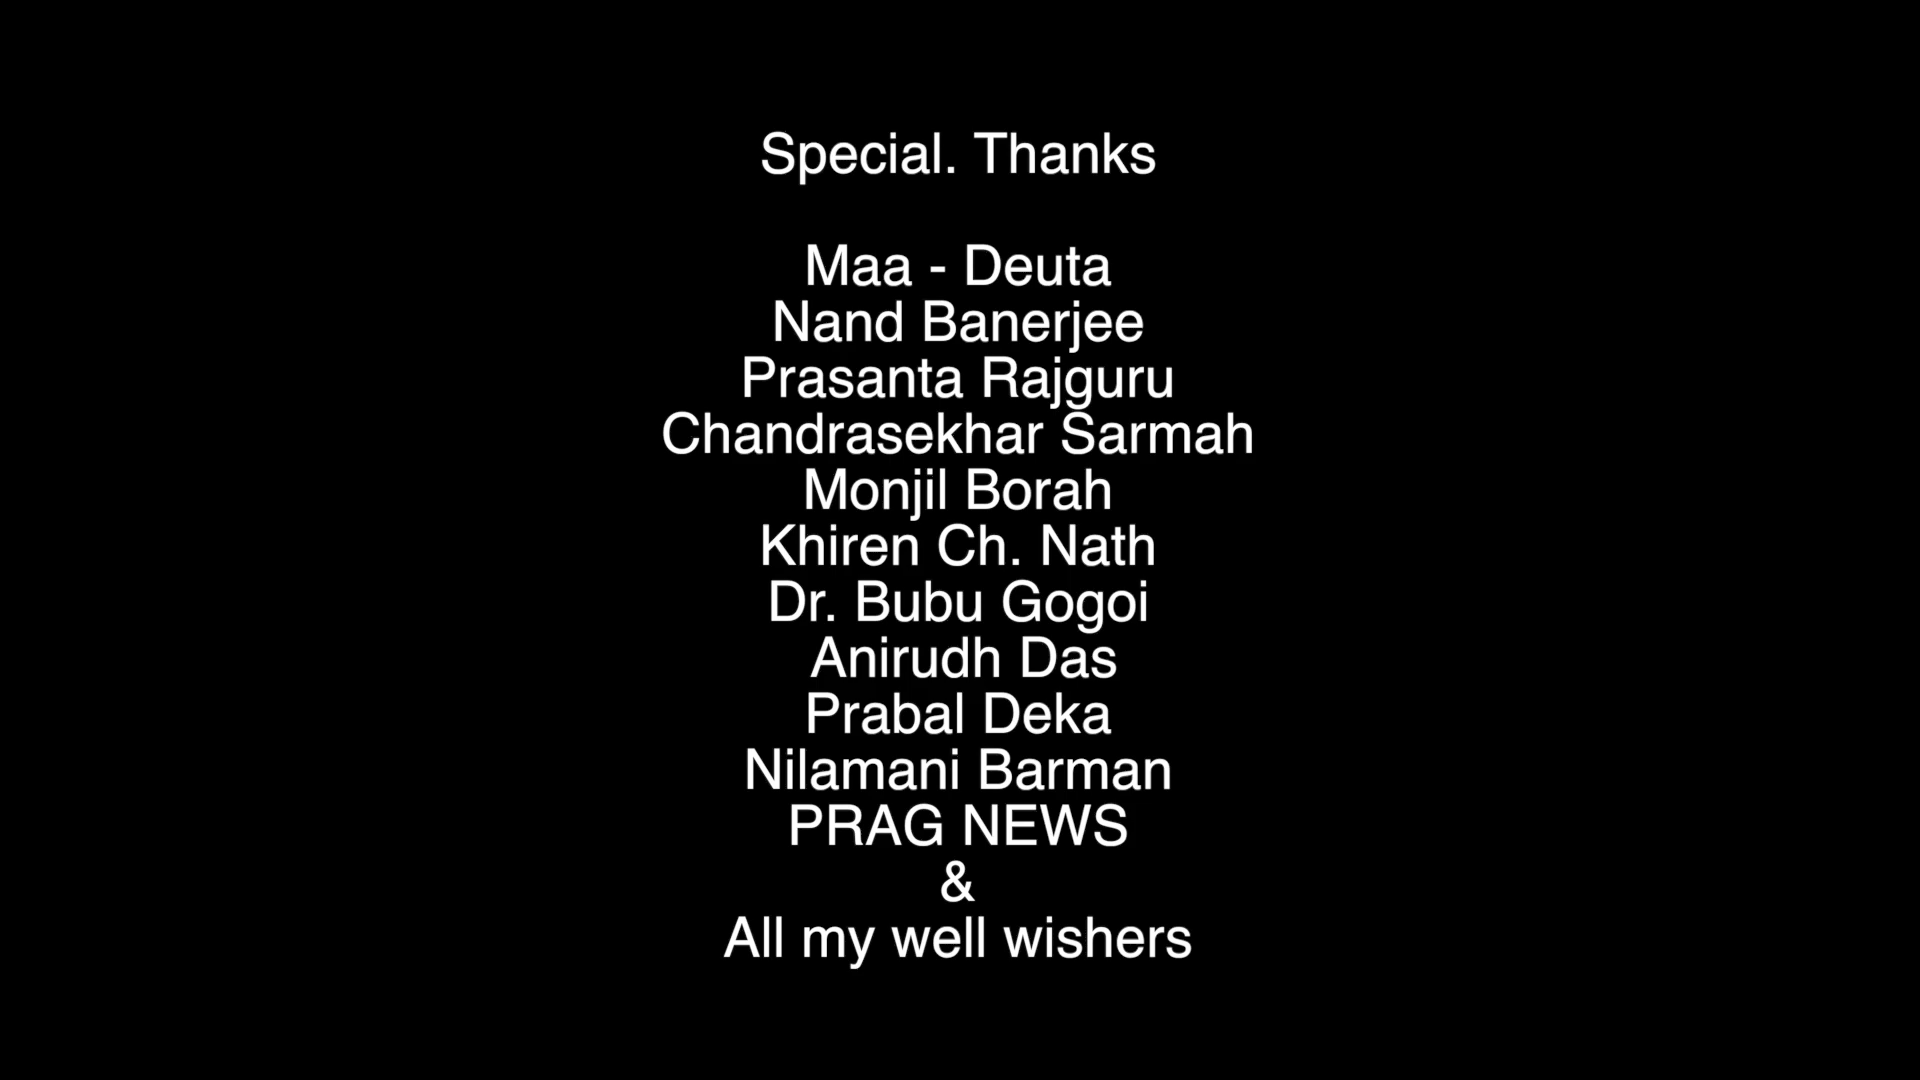 Special. Thanks
Maa - Deuta
Nand Banerjee
Prasanta Rajguru
Chandrasekhar Sarmah
Monjil Borah
Khiren Ch. Nath
Dr. Bubu Gogoi
Anirudh Das
Prabal Deka
Nilamani Barman
PRAG NEWS
&
All my well wishers